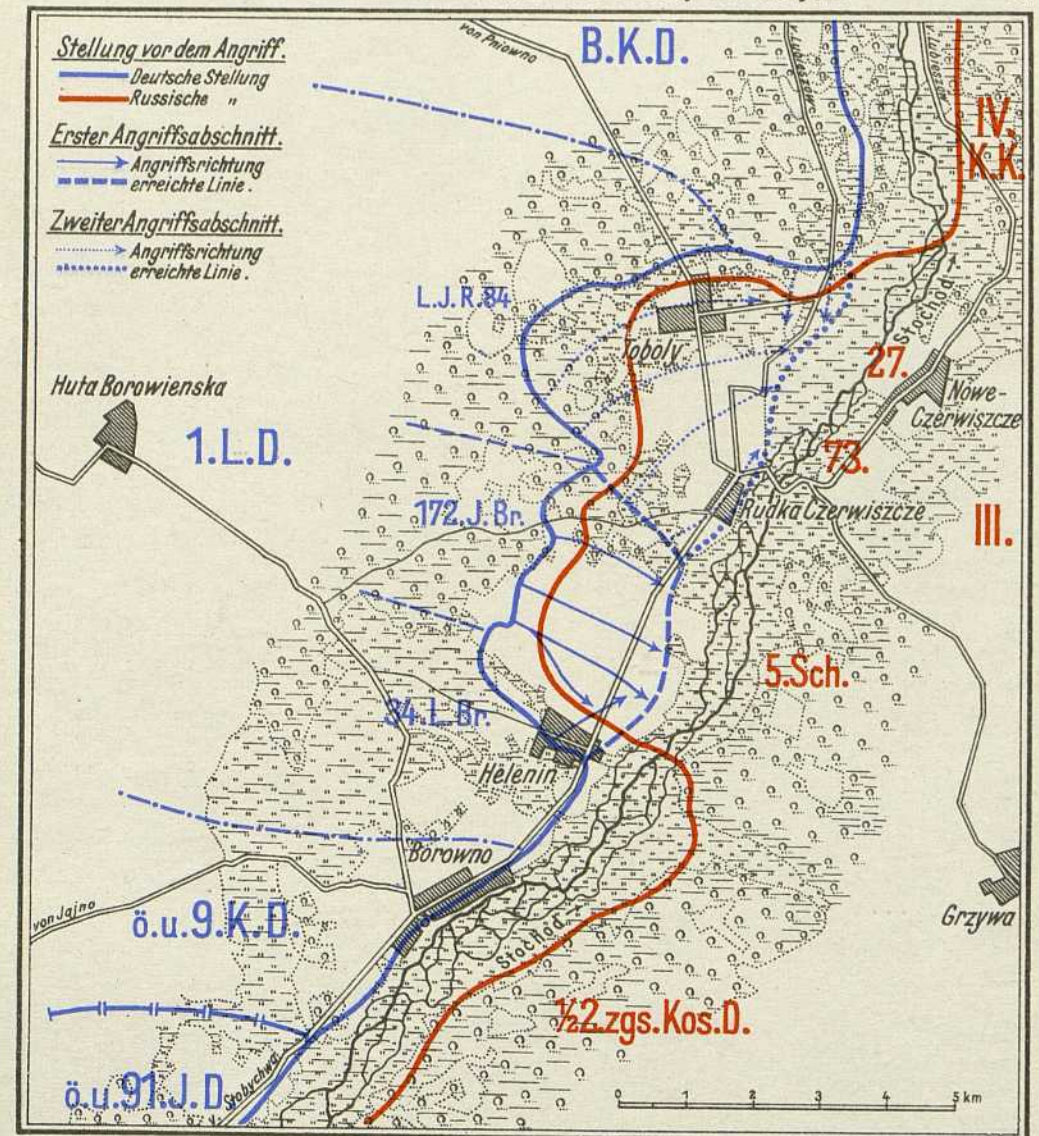 Stellung vor dem Angriff.
Deutsche Stellung
Russische "
Erster Angriffsabschnitt.
Angriffsrichtung
erreichte Linie.
Zweiter Angriffsabschnitt.
Angriffsrichtung
erreichte Linie.
von Pniowno
B.K.D.
v. Lubieszow
v. Lubieszow
IV.
K.K.
L.J.R.84
Toboly
Stochod
27.
Nowe-
Czerwiszcze
Huta Borowienska
1.L.D.
73.
172.J.Br.
Rudka Czerwiszcze
III.
5.Sch.
34.L.Br.
Helenin
Borowno
von Jajno
ö.u.9.K.D.
Stochod
Grzywa
½2.zgs.Kos.D.
Stobychwa
ö.u.91.J.D.
0 1 2 3 4 5 km